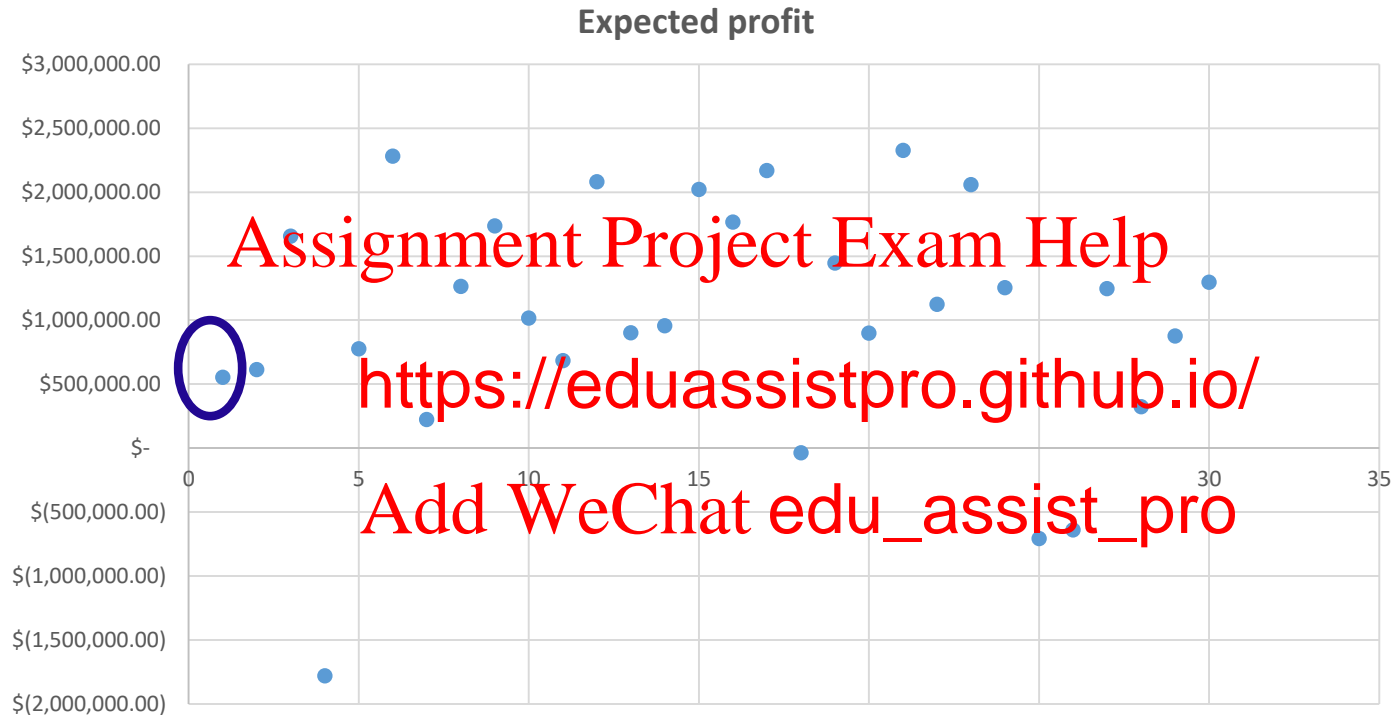 Expected profit
$3,000,000.00
$2,500,000.00
$2,000,000.00
Assignment Project Exam Help
$1,500,000.00
$1,000,000.00
https://eduassistpro.github.io/
$500,000.00
$-
0 5 10 15 30 35
Add WeChat edu_assist_pro
$(500,000.00)
$(1,000,000.00)
$(1,500,000.00)
$(2,000,000.00)